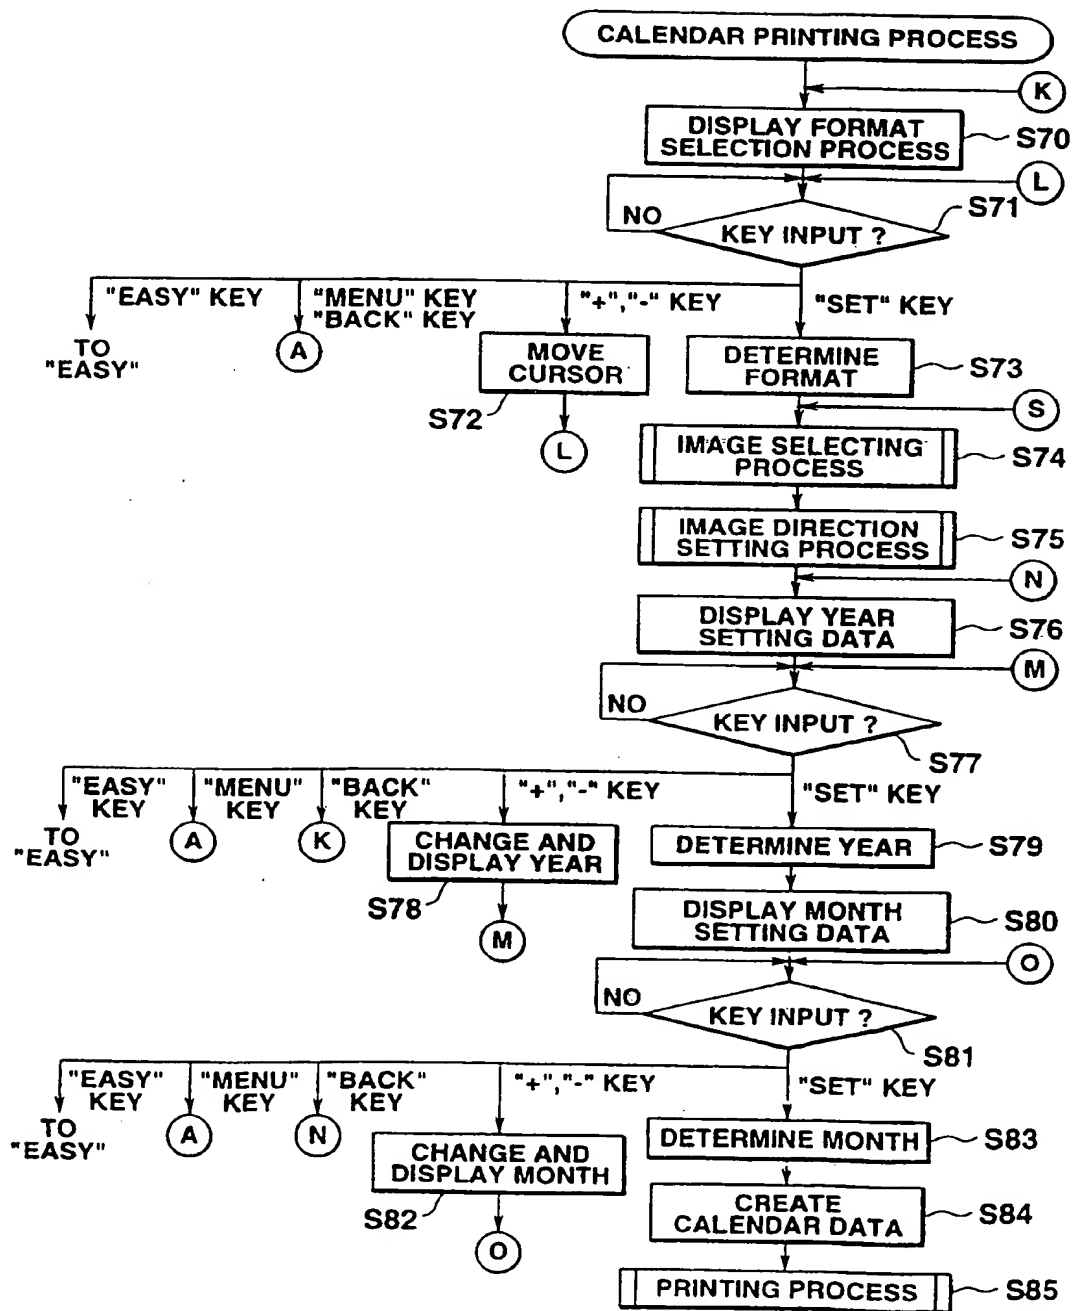 CALENDAR PRINTING PROCESS
K
DISPLAY FORMAT
SELECTION PROCESS
S70
L
S71
NO
KEY INPUT ?
"EASY" KEY
"MENU" KEY
"BACK" KEY
"+","-" KEY
"SET" KEY
TO
"EASY"
A
MOVE
CURSOR
S72
L
DETERMINE
FORMAT
S73
S
IMAGE SELECTING
PROCESS
S74
IMAGE DIRECTION
SETTING PROCESS
S75
N
DISPLAY YEAR
SETTING DATA
S76
M
NO
KEY INPUT ?
S77
"EASY"
KEY
"MENU"
KEY
"BACK"
KEY
"+","-" KEY
"SET" KEY
TO
"EASY"
A
K
CHANGE AND
DISPLAY YEAR
S78
M
DETERMINE YEAR
S79
DISPLAY MONTH
SETTING DATA
S80
O
NO
KEY INPUT ?
S81
"EASY"
KEY
"MENU"
KEY
"BACK"
KEY
"+","-" KEY
"SET" KEY
TO
"EASY"
A
N
CHANGE AND
DISPLAY MONTH
S82
O
DETERMINE MONTH
S83
CREATE
CALENDAR DATA
S84
PRINTING PROCESS
S85